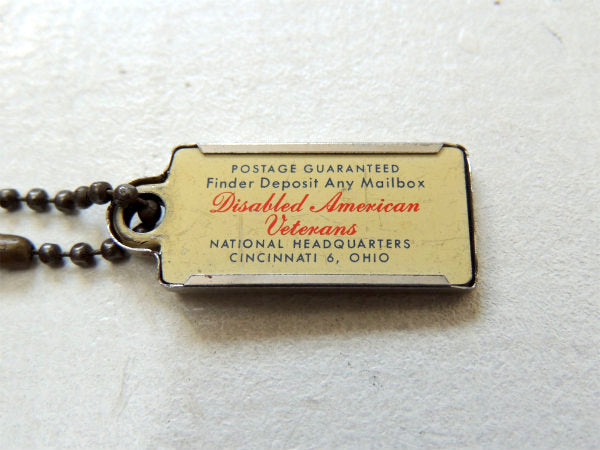 POSTAGE GUARANTEED
Finder Deposit Any Mailbox
Disabled American
Veterans
NATIONAL HEADQUARTERS
CINCINNATI 6, OHIO